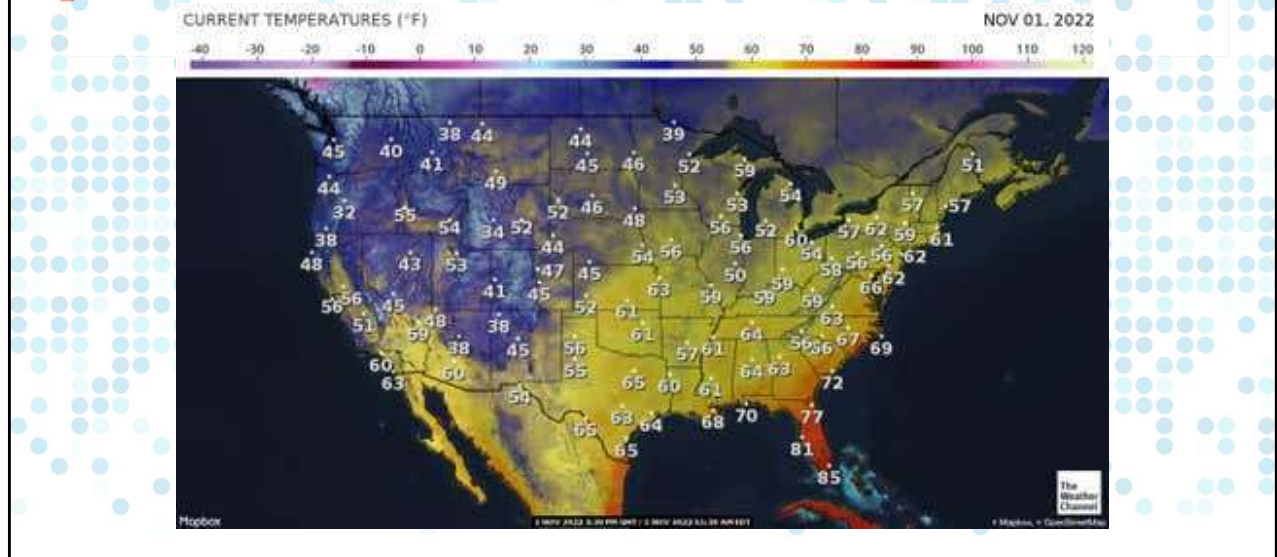 CURRENT TEMPERATURES (°F)
NOV 01, 2022
-40 -30 -20 -10 0 10 20 30 40 50 60 70 80 90 100 110 120
38 44 44 39
45 40 41 45 46 52 59 51
49
44 32 55 52 46 53 53 54 57 57
54 34 52 48 56 52 57 62 59 61
38 44 56 60
48 43 53 47 45 54 56 50 54 58 56 56 62
41 45 63 59 59 59 59 66 62
56 56 45 52 61
51 59 48 38 61 64 63
38 45 56 57 61 56 56 67 69
60 63 60 55 65 60 61 64 63 72
54
65 63 64 68 70 77
65 81
85
The
Weather
Channel
Mapbox
© Mapbox, © OpenStreetMap